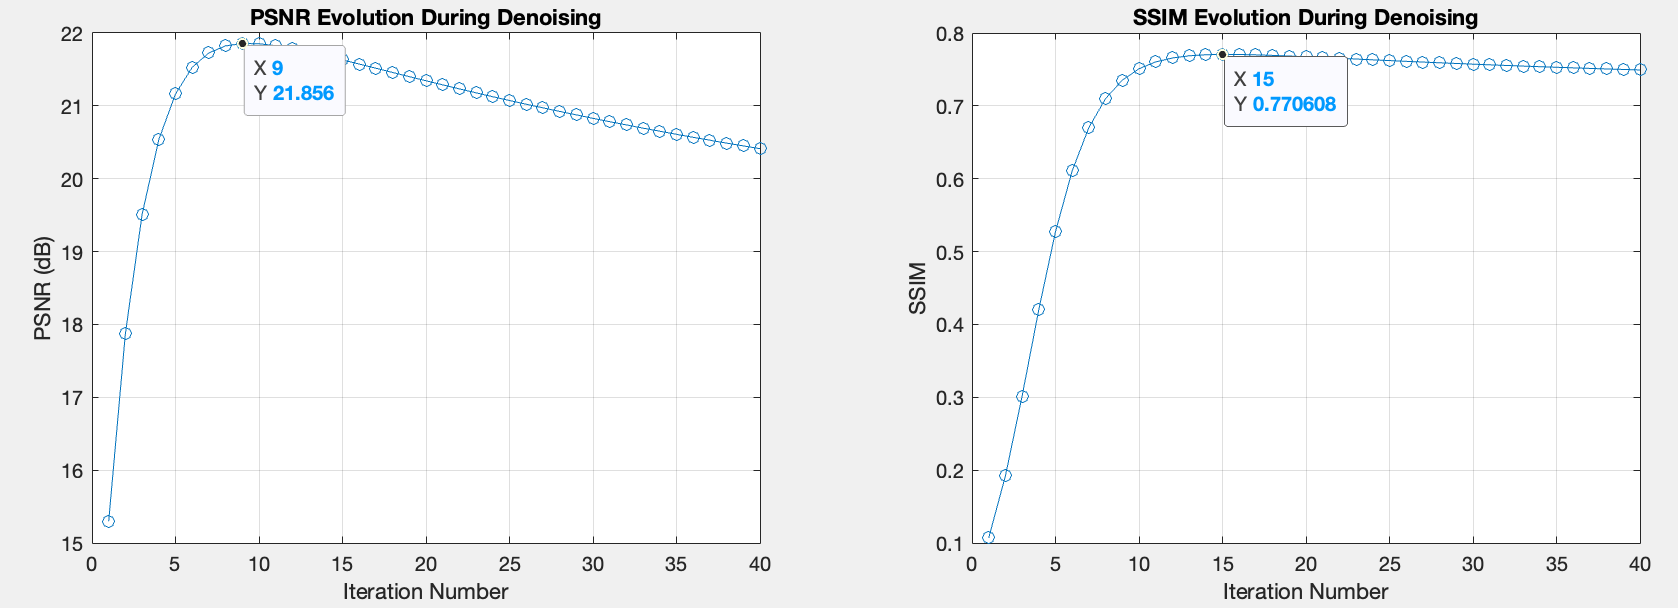 PSNR Evolution During Denoising
22
21
20
19
18
17
16
15
PSNR (dB)
X 9
Y 21.856
0 5 10 15 20 25 30 35 40
Iteration Number
SSIM Evolution During Denoising
0.8
0.7
0.6
0.5
0.4
0.3
0.2
0.1
SSIM
X 15
Y 0.770608
0 5 10 15 20 25 30 35 40
Iteration Number